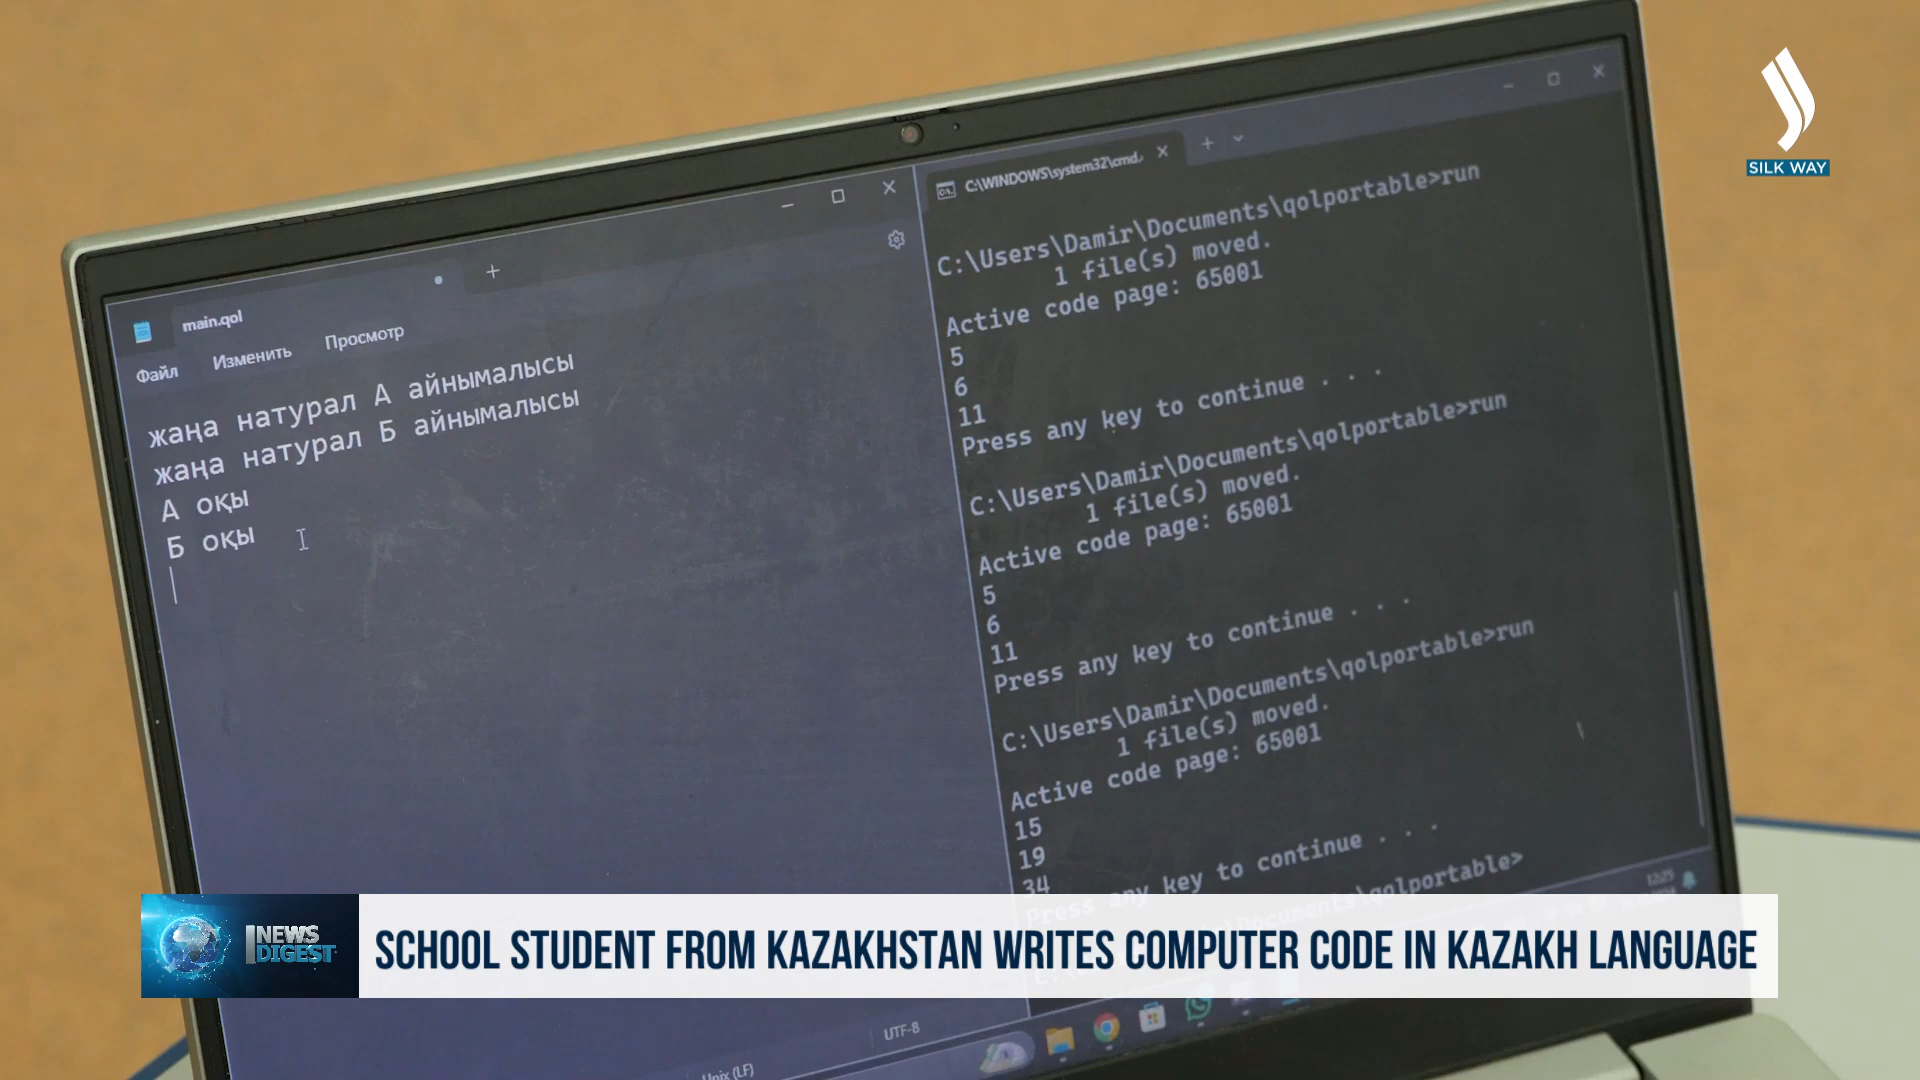 SILK WAY
main.qol
Файл Изменить Просмотр
жаңа натурал А айнымалысы
жаңа натурал Б айнымалысы
А оқы
Б оқы
UTF-8
Unix (LF)
C:\WINDOWS\system32\cmd.
C:\Users\Damir\Documents\qolportable>run
1 file(s) moved.
Active code page: 65001
5
6
11
Press any key to continue . . .
C:\Users\Damir\Documents\qolportable>run
1 file(s) moved.
Active code page: 65001
5
6
11
Press any key to continue . . .
C:\Users\Damir\Documents\qolportable>run
1 file(s) moved.
Active code page: 65001
15
19
34
Press any key to continue . . .
\Documents\qolportable>
12:25
NEWS
DIGEST
SCHOOL STUDENT FROM KAZAKHSTAN WRITES COMPUTER CODE IN KAZAKH LANGUAGE